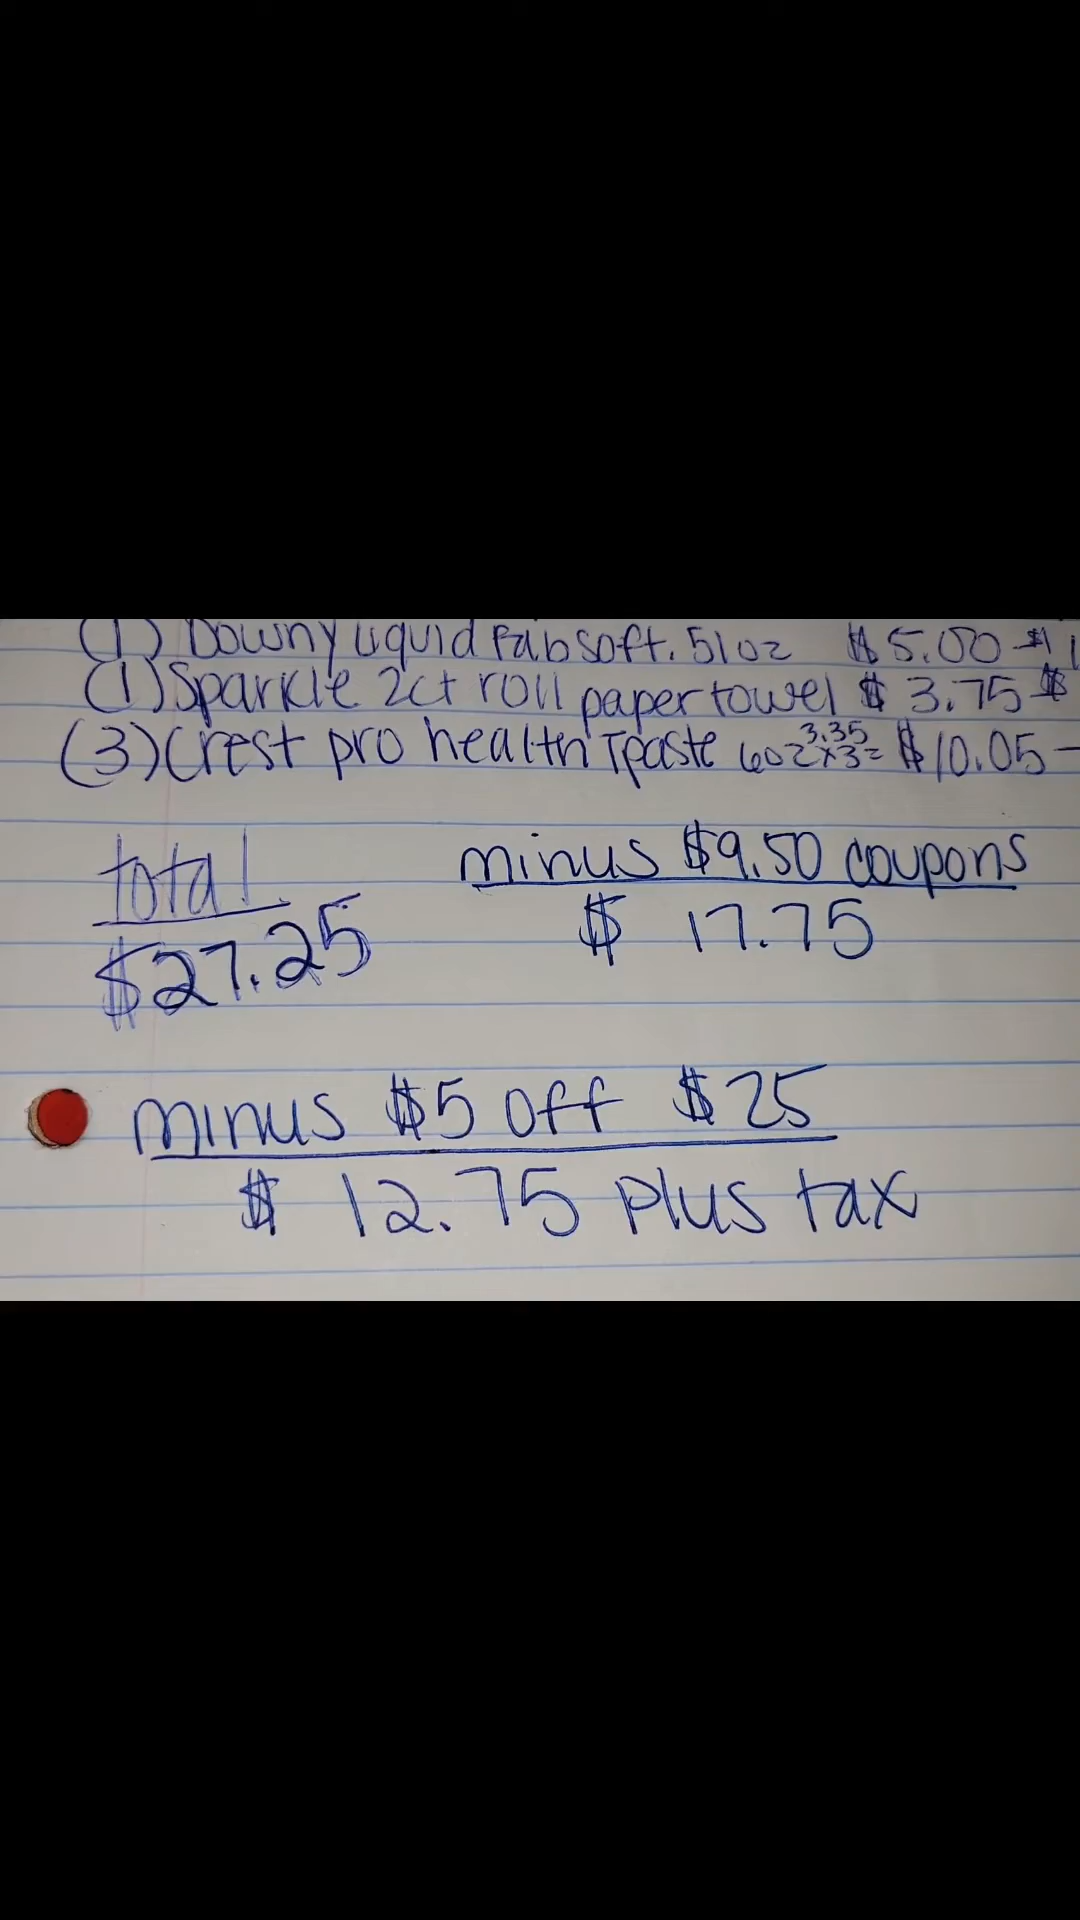 (1) Downy Liquid Fab soft. 51oz $5.00 - $1
(1) Sparkle 2ct roll paper towel $3.75 - $
(3) Crest pro health Tpaste 6oz 3.35 x3= $10.05 -
total
$27.25
minus $9.50 coupons
$ 17.75
minus $5 off $25
$ 12.75 plus tax